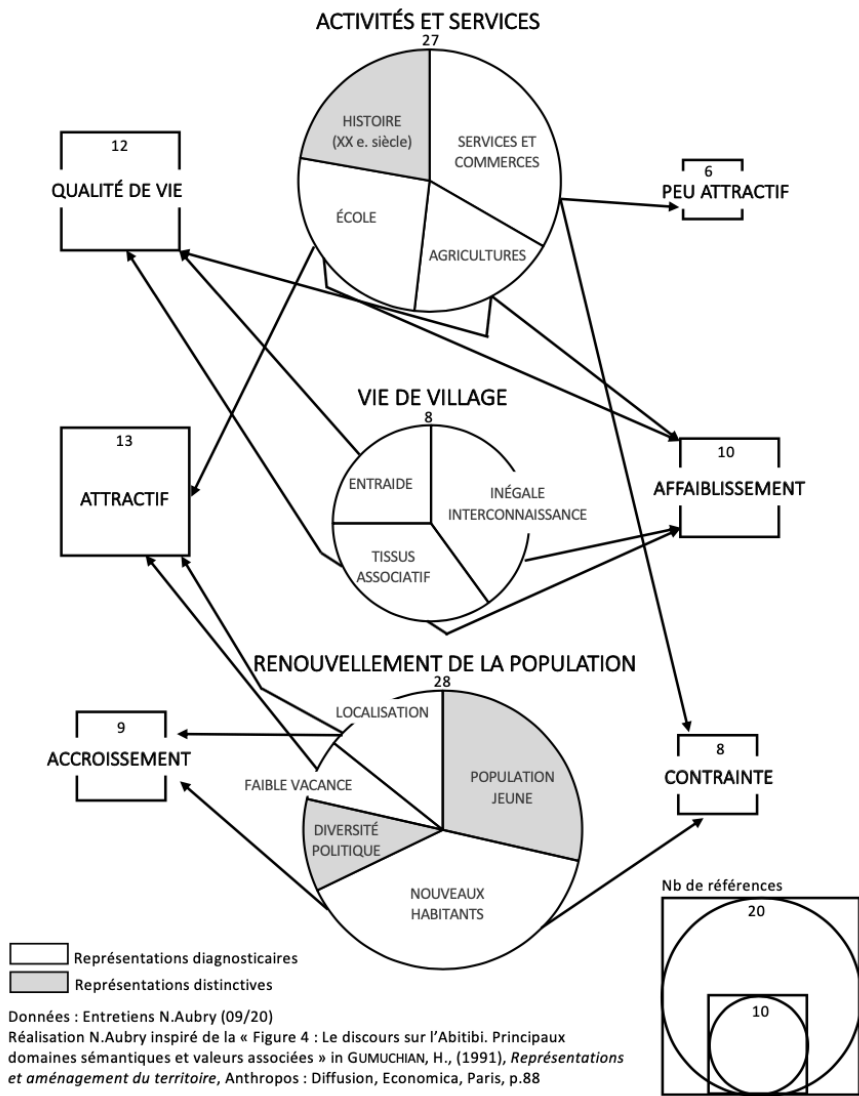 ACTIVITÉS ET SERVICES
27
HISTOIRE
(XX e. siècle)
SERVICES ET
COMMERCES
ÉCOLE
AGRICULTURES
12
QUALITÉ DE VIE
6
PEU ATTRACTIF
VIE DE VILLAGE
8
ENTRAIDE
INÉGALE
INTERCONNAISSANCE
TISSUS
ASSOCIATIF
13
ATTRACTIF
10
AFFAIBLISSEMENT
RENOUVELLEMENT DE LA POPULATION
28
LOCALISATION
POPULATION
JEUNE
FAIBLE VACANCE
DIVERSITÉ
POLITIQUE
NOUVEAUX
HABITANTS
9
ACCROISSEMENT
8
CONTRAINTE
Nb de références
20
10
Représentations diagnosticaires
Représentations distinctives
Données : Entretiens N.Aubry (09/20)
Réalisation N.Aubry inspiré de la « Figure 4 : Le discours sur l’Abitibi. Principaux
domaines sémantiques et valeurs associées » in GUMUCHIAN, H., (1991), Représentations
et aménagement du territoire, Anthropos : Diffusion, Economica, Paris, p.88